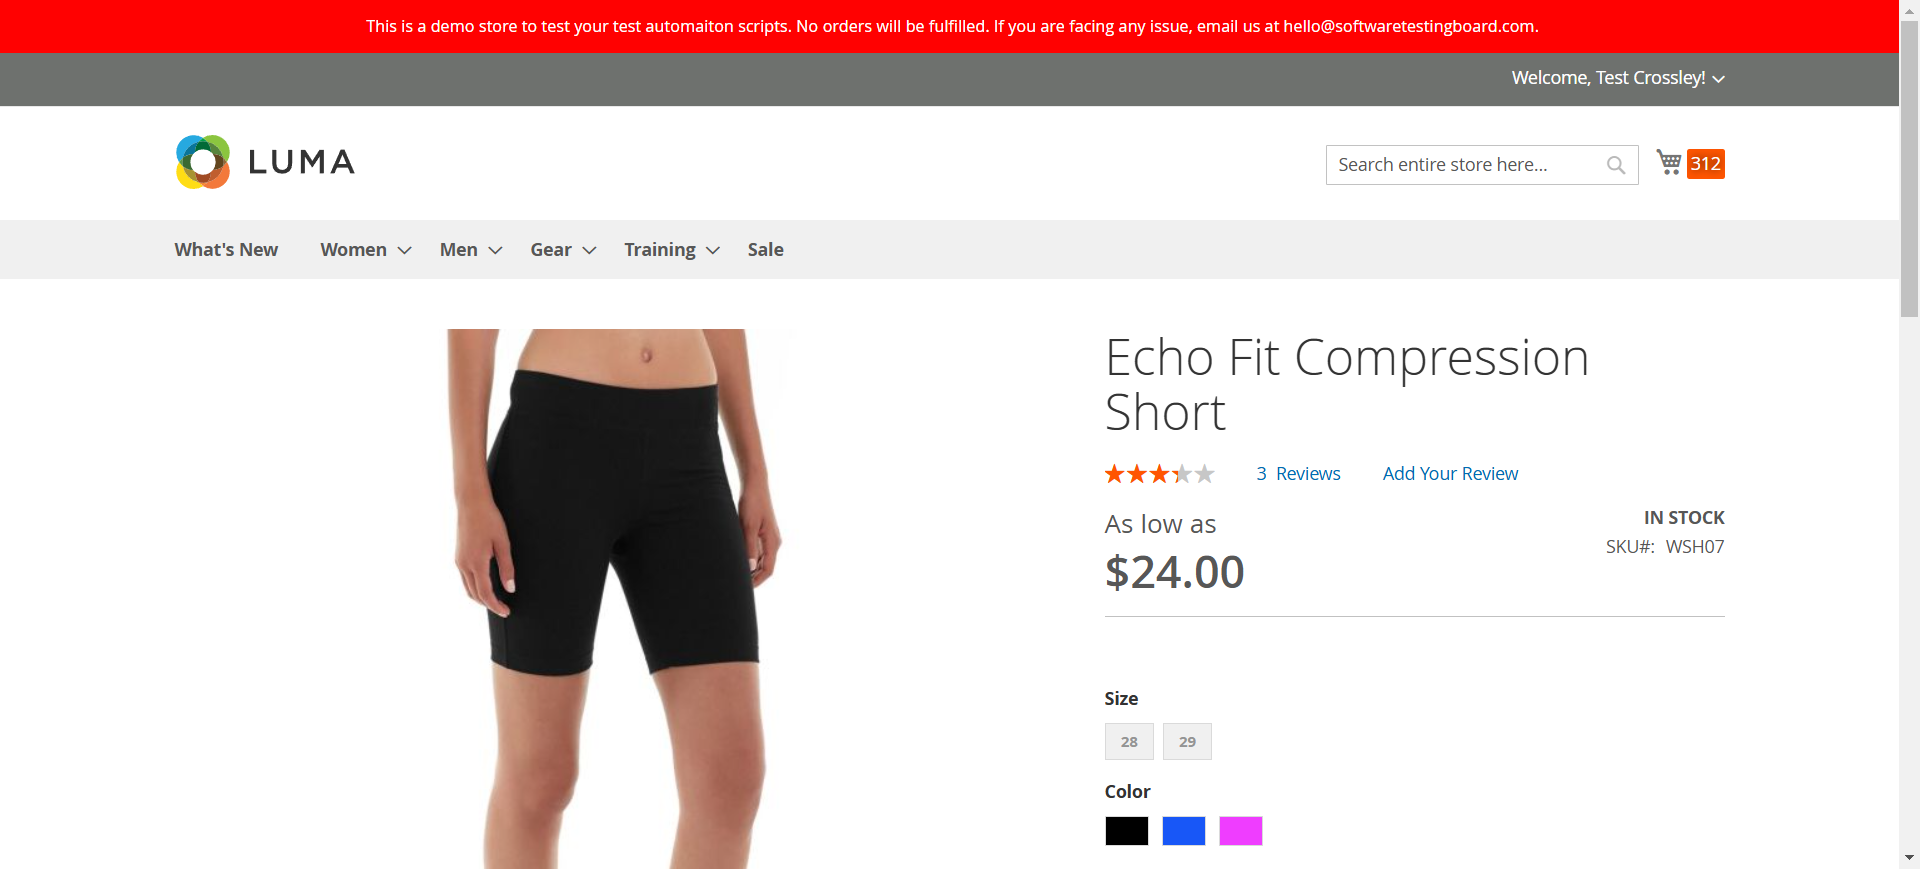 This is a demo store to test your test automaiton scripts. No orders will be fulfilled. If you are facing any issue, email us at hello@softwaretestingboard.com.
Welcome, Test Crossley!
LUMA
Search entire store here...
312
What's New Women Men Gear Training Sale
Echo Fit Compression
Short
3 Reviews Add Your Review
As low as
$24.00
IN STOCK
SKU#: WSH07
Size
28 29
Color